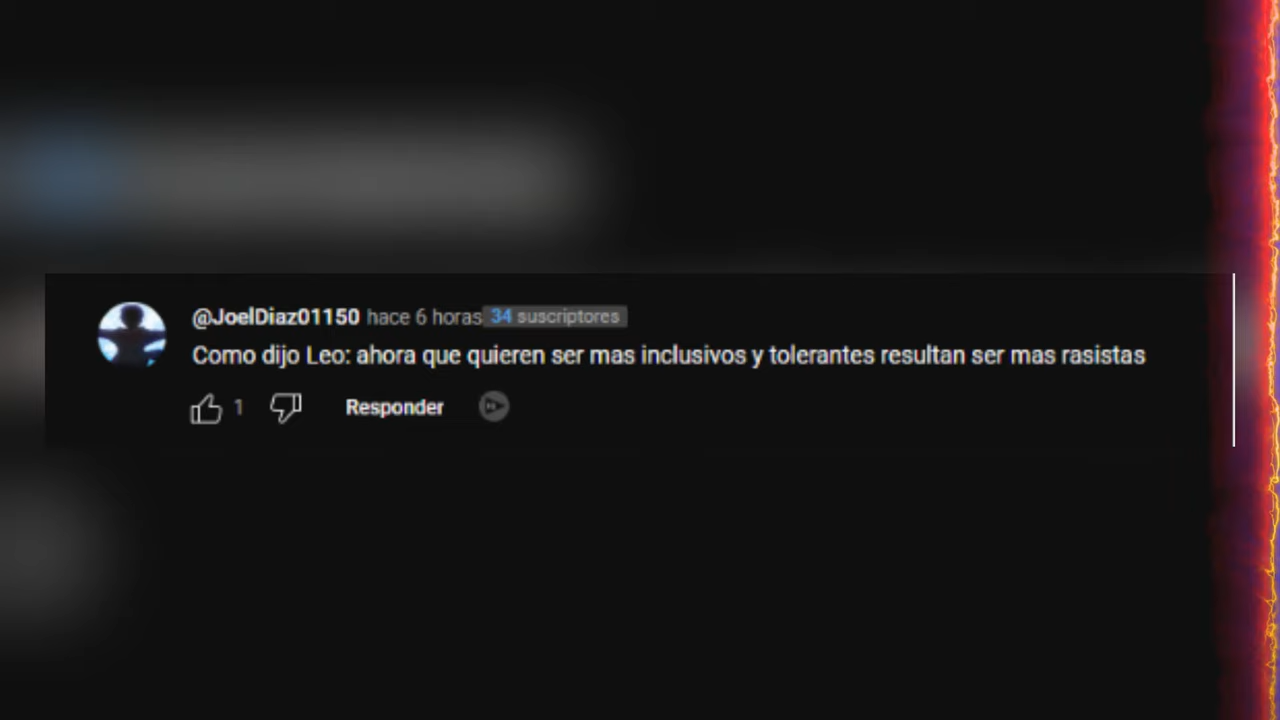 @JoelDiaz01150 hace 6 horas 34 suscriptores
Como dijo Leo: ahora que quieren ser mas inclusivos y tolerantes resultan ser mas rasistas
1 Responder